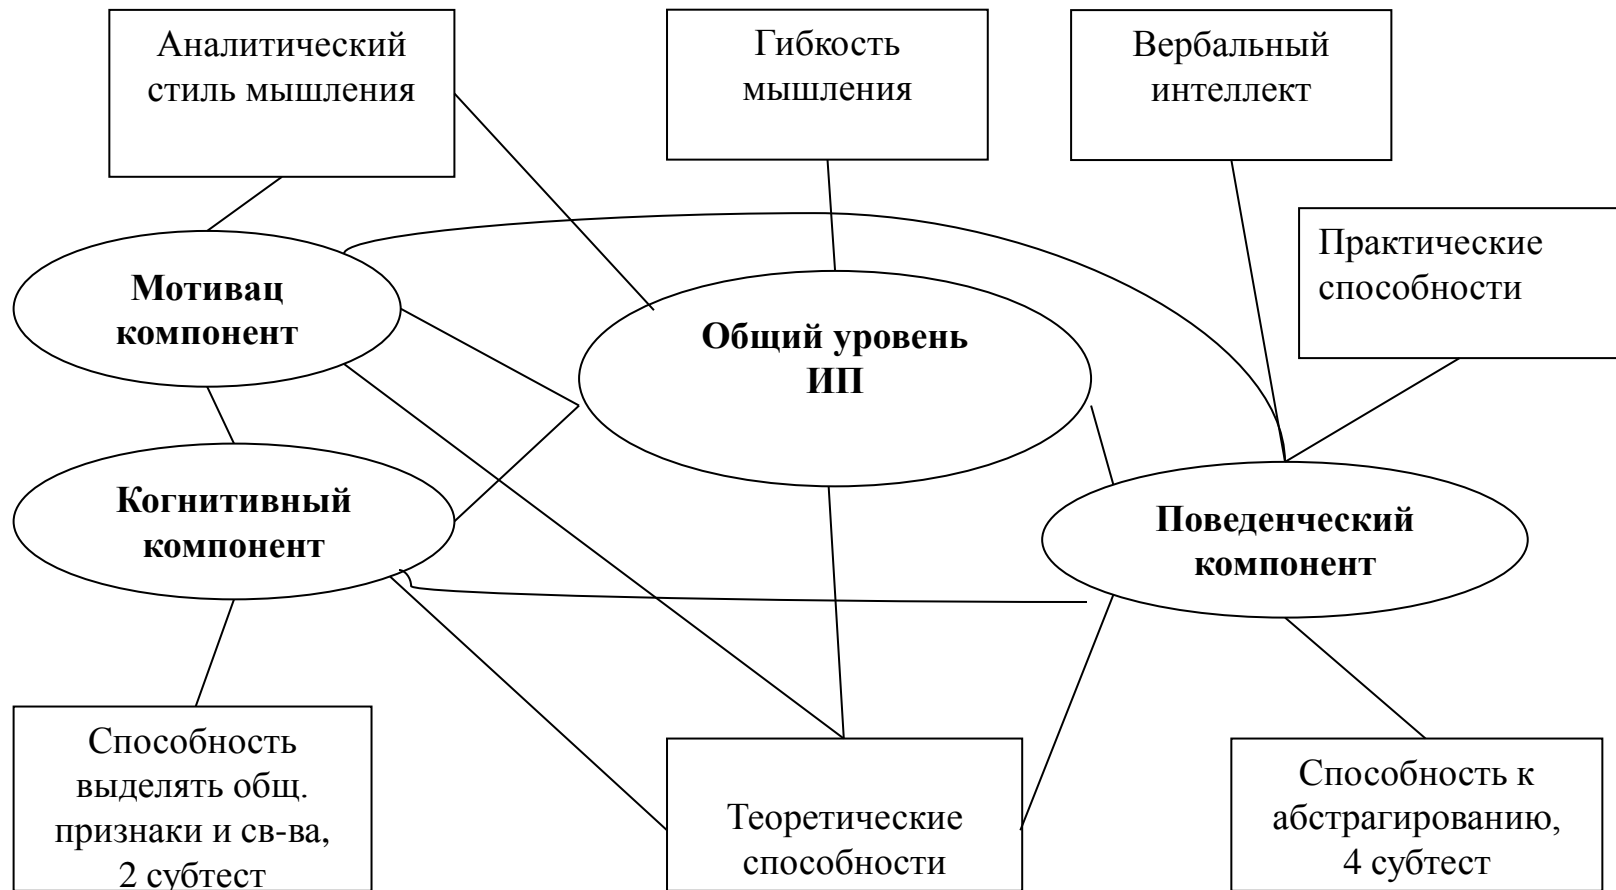 Аналитический
стиль мышления
Гибкость
мышления
Вербальный
интеллект
Практические
способности
Мотивац
компонент
Общий уровень
ИП
Когнитивный
компонент
Поведенческий
компонент
Способность
выделять общ.
признаки и св-ва,
2 субтест
Теоретические
способности
Способность к
абстрагированию,
4 субтест